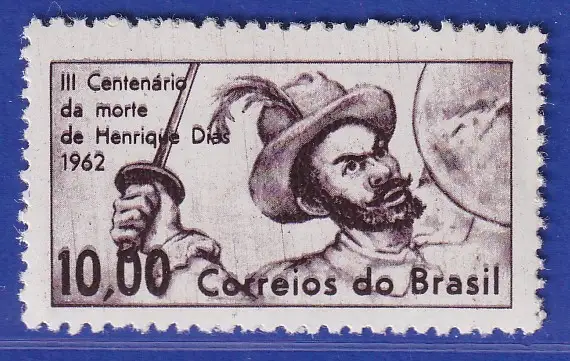 III Centenário
da morte
de Henrique Dias
1962
10,00 Correios do Brasil